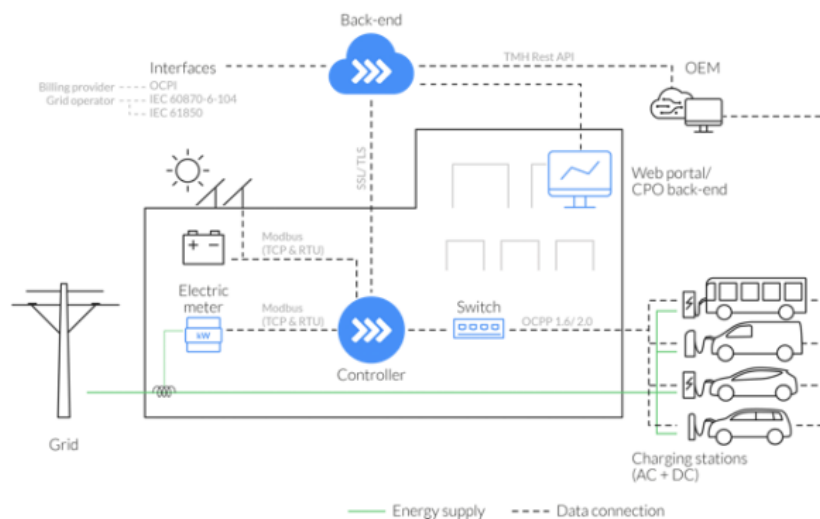 Back-end
TMH Rest API
Interfaces
OEM
Billing provider
OCPI
Grid operator
IEC 60870-6-104
IEC 61850
SSL/ TLS
Web portal/
CPO back-end
Modbus
(TCP & RTU)
+ −
Electric
meter
Modbus
(TCP & RTU)
Switch
kW
OCPP 1.6/ 2.0
Controller
Grid
Charging stations
(AC + DC)
Energy supply
Data connection